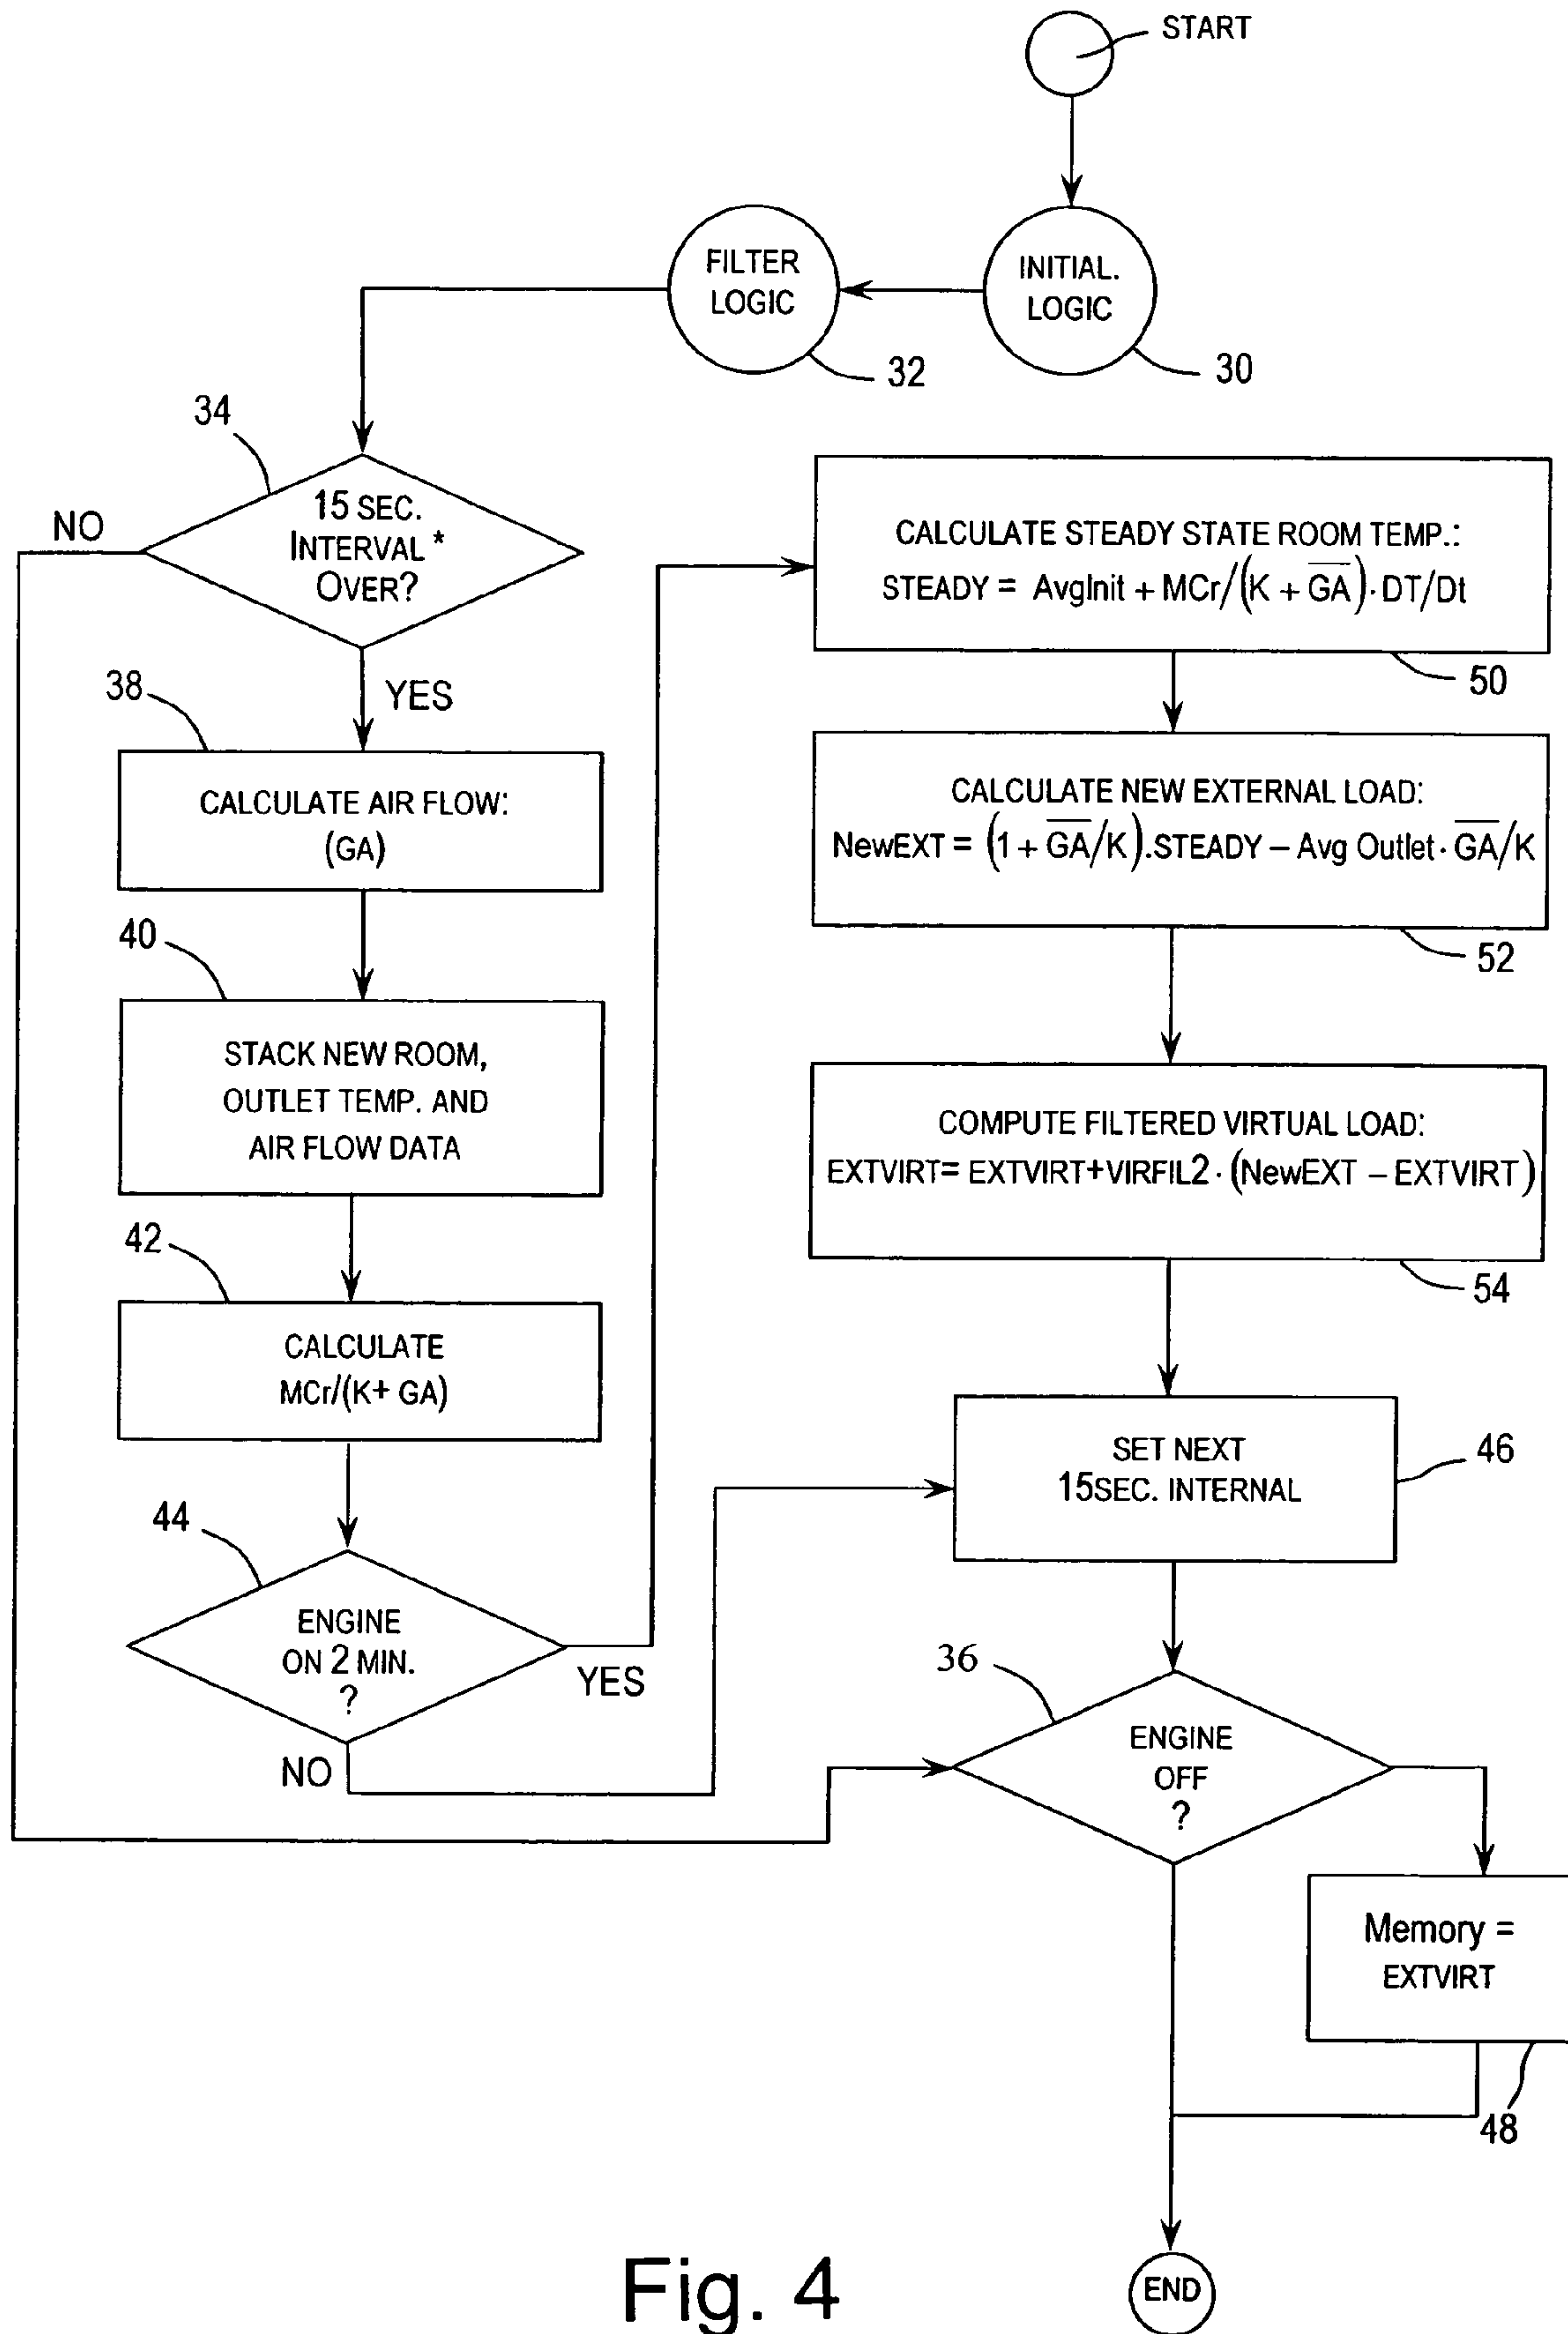 START
INITIAL.
LOGIC
30
FILTER
LOGIC
32
34
15 SEC.
INTERVAL *
OVER?
NO
YES
38
CALCULATE AIR FLOW:
(GA)
40
STACK NEW ROOM,
OUTLET TEMP. AND
AIR FLOW DATA
42
CALCULATE
MCr/(K+ GA)
44
ENGINE
ON 2 MIN.
?
YES
NO
CALCULATE STEADY STATE ROOM TEMP.:
STEADY = AvgInit + MCr/(K + G̅A̅)· DT/Dt
50
CALCULATE NEW EXTERNAL LOAD:
NewEXT = (1 + G̅A̅/K).STEADY – Avg Outlet · G̅A̅/K
52
COMPUTE FILTERED VIRTUAL LOAD:
EXTVIRT= EXTVIRT+VIRFIL2 · (NewEXT – EXTVIRT)
54
SET NEXT
15SEC. INTERNAL
46
36
ENGINE
OFF
?
Memory =
EXTVIRT
48
END
Fig. 4